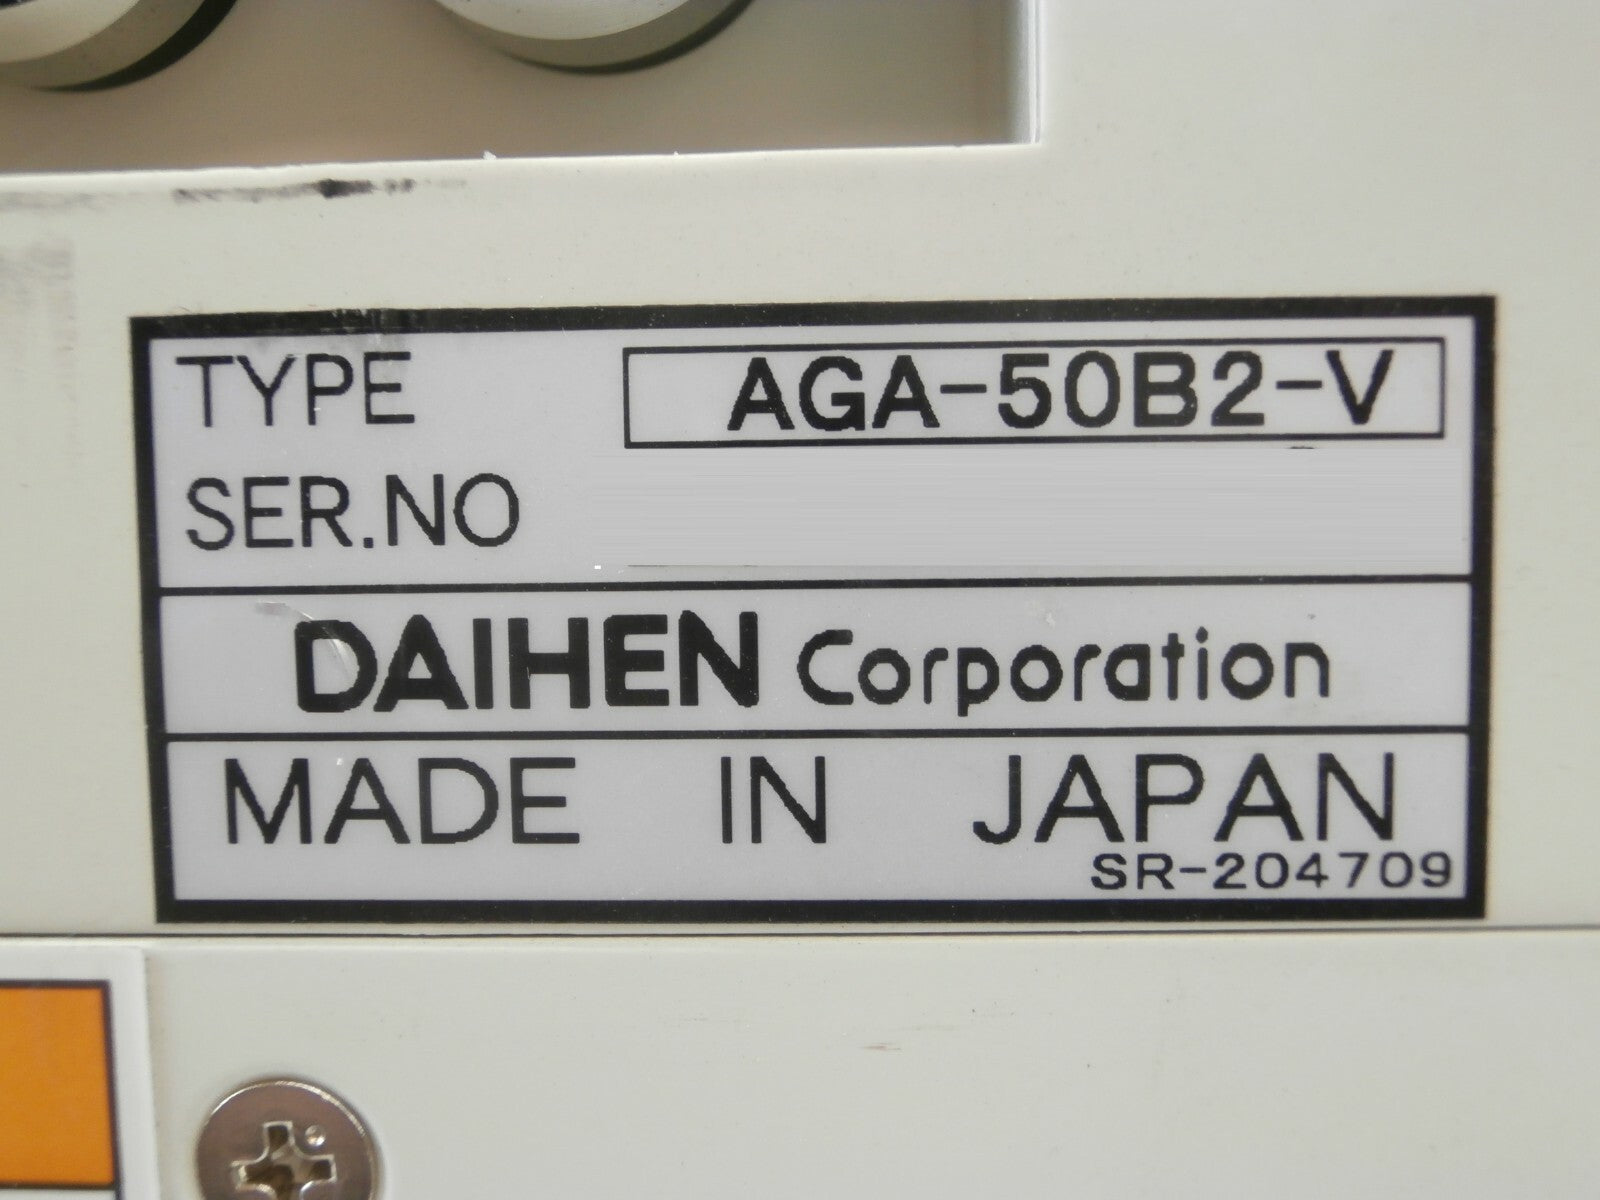 TYPE AGA-50B2-V
SER.NO
DAIHEN Corporation
MADE IN JAPAN
SR-204709